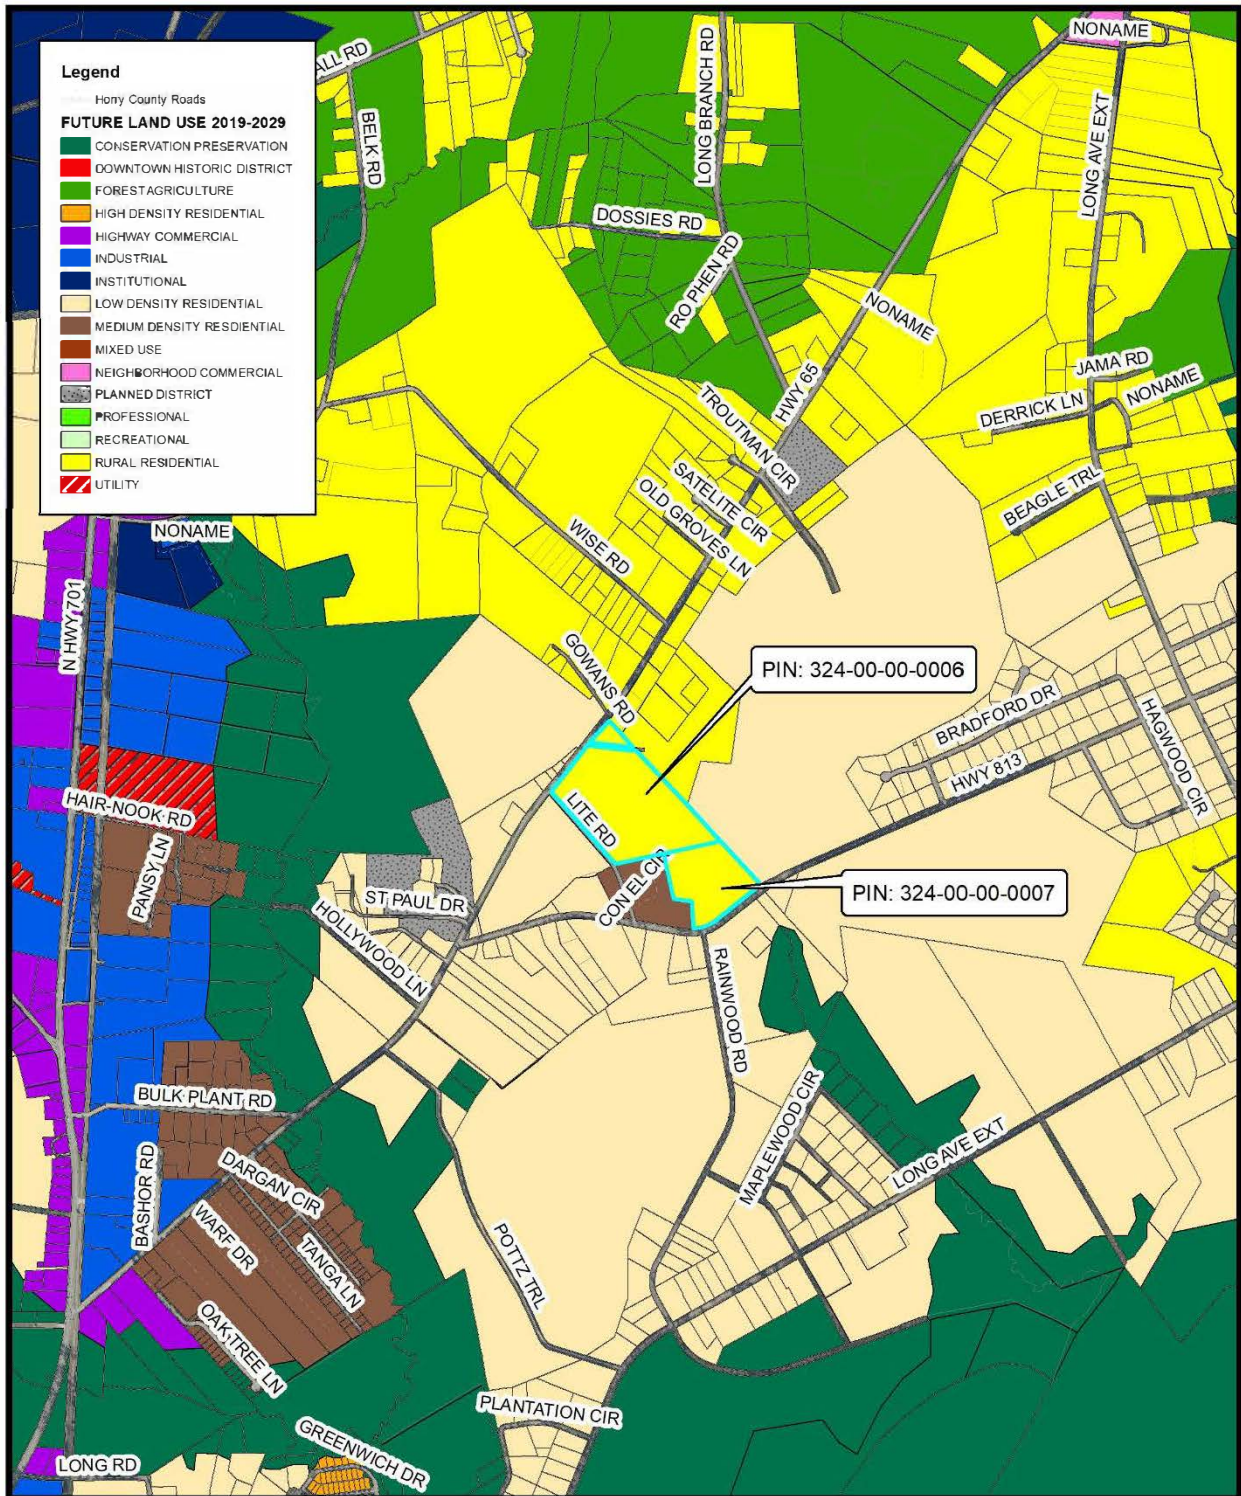 NONAME
ALL RD
LONG BRANCH RD
Legend
Horry County Roads
FUTURE LAND USE 2019-2029
CONSERVATION PRESERVATION
DOWNTOWN HISTORIC DISTRICT
FOREST AGRICULTURE
HIGH DENSITY RESIDENTIAL
HIGHWAY COMMERCIAL
INDUSTRIAL
INSTITUTIONAL
LOW DENSITY RESIDENTIAL
MEDIUM DENSITY RESDIENTIAL
MIXED USE
NEIGHBORHOOD COMMERCIAL
PLANNED DISTRICT
PROFESSIONAL
RECREATIONAL
RURAL RESIDENTIAL
UTILITY
BELK RD
LONG AVE EXT
DOSSIES RD
RO PHEN RD
NONAME
JAMA RD
NONAME
DERRICK LN
HWY 65
TROUTMAN CIR
SATELITE CIR
OLD GROVES LN
BEAGLE TRL
NONAME
WISE RD
N HWY 701
GOWANS RD
PIN: 324-00-00-0006
BRADFORD DR
HAGWOOD CIR
HWY 813
HAIR-NOOK RD
LITE RD
PANSY LN
CONEL CIR
PIN: 324-00-00-0007
ST PAUL DR
HOLLYWOOD LN
RAINWOOD RD
BULK PLANT RD
MAPLEWOOD CIR
LONG AVE EXT
BASHOR RD
DARGAN CIR
WARF DR
TANGA LN
POTTZ TRL
OAKTREE LN
PLANTATION CIR
GREENWICH DR
LONG RD